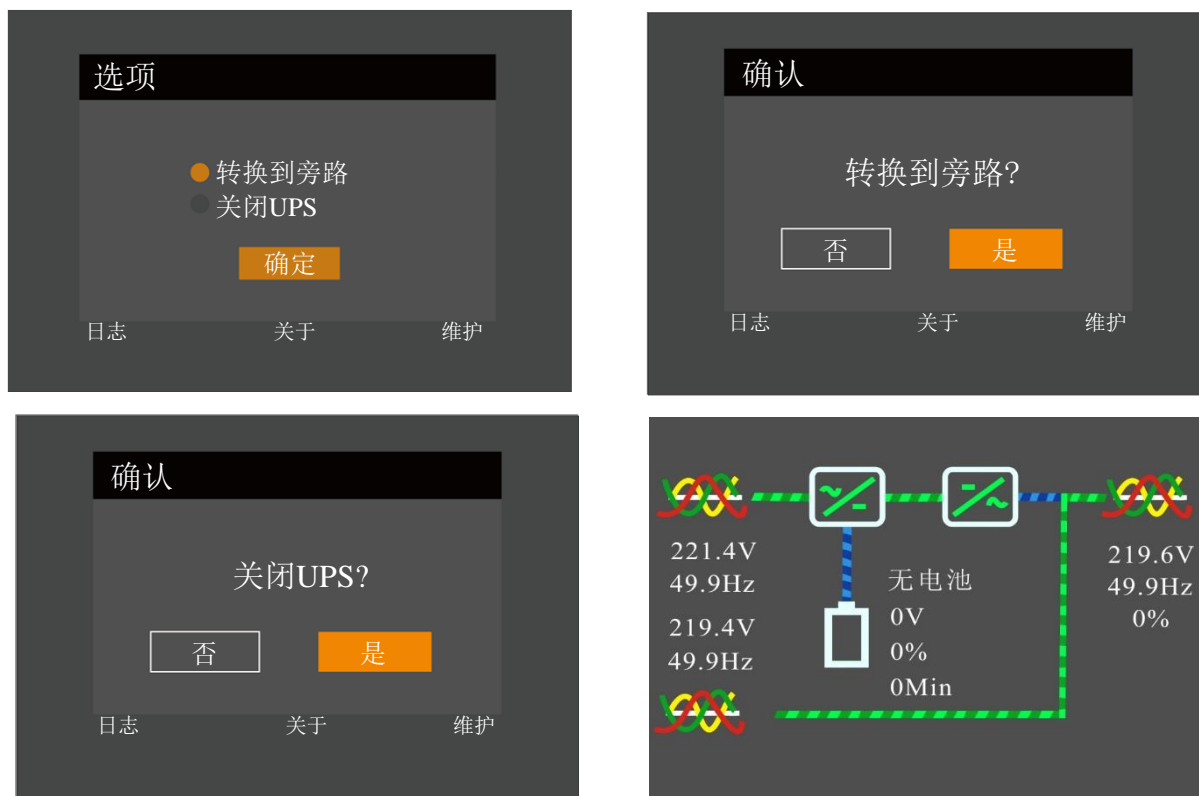 选项
转换到旁路
关闭UPS
确定
日志 关于 维护
确认
转换到旁路?
否 是
日志 关于 维护
确认
关闭UPS?
否 是
日志 关于 维护
221.4V
49.9Hz
219.4V
49.9Hz
无电池
0V
0%
0Min
219.6V
49.9Hz
0%